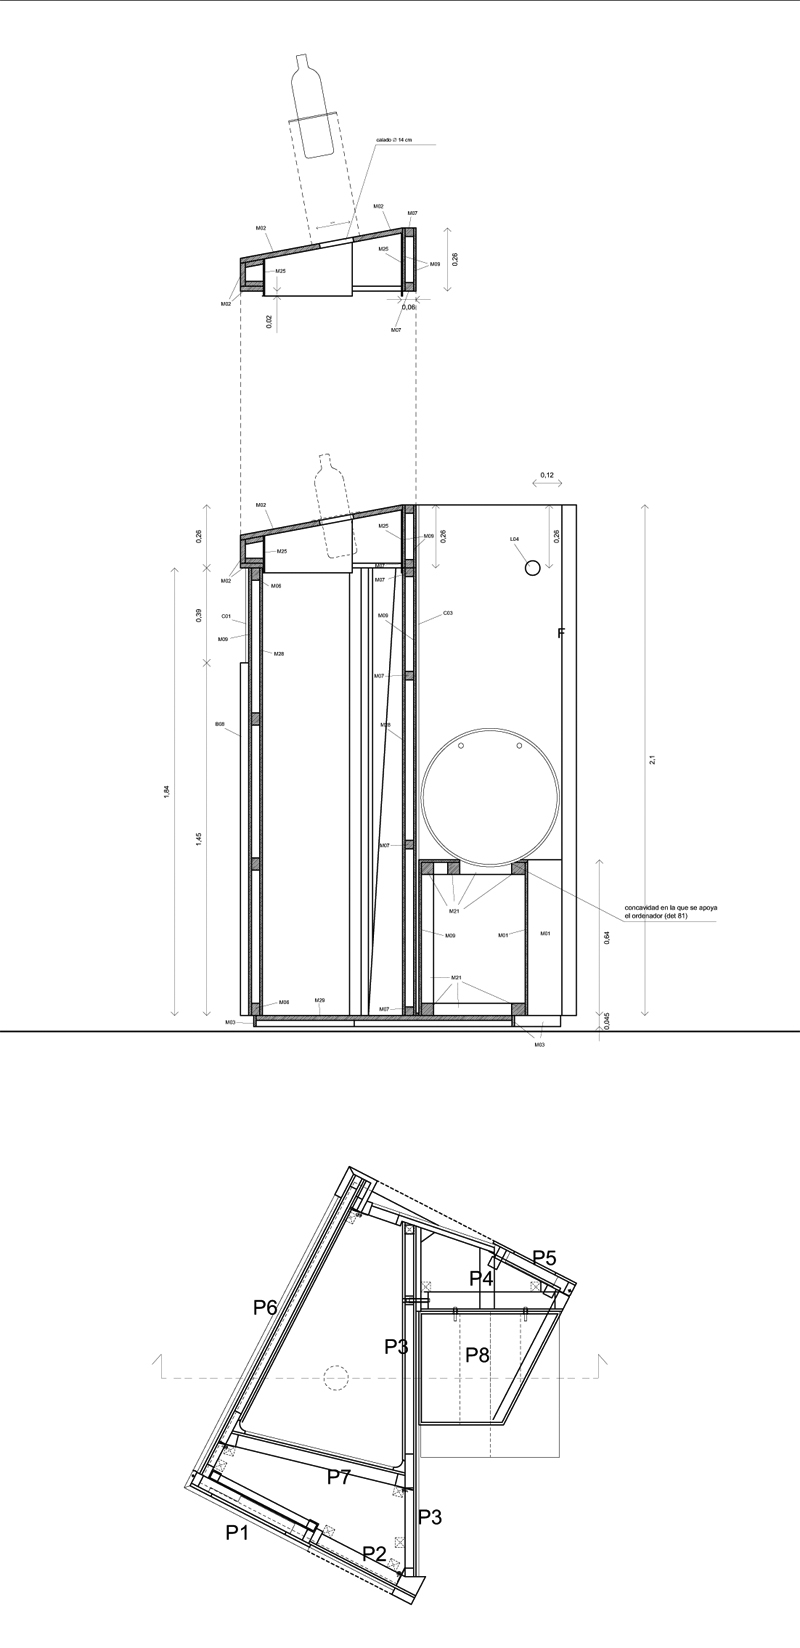 calado ∅ 14 cm
M02
M07
M02
M25
M09
0,26
M25
M02
0,02
0,06
M07
0,12
M02
M25
M09
0,26
0,26
0,26
L04
M25
M07
M02
M06
M07
C01
M09
C03
0,39
M09
F
M28
M07
B08
M28
2,1
1,84
1,45
M07
M21
concavidad en la que se apoya
el ordenador (det 81)
M09
M01
M01
0,64
M21
M06
M29
M07
M03
0,045
M03
P5
P4
P6
P3
P8
P7
P3
P1
P2